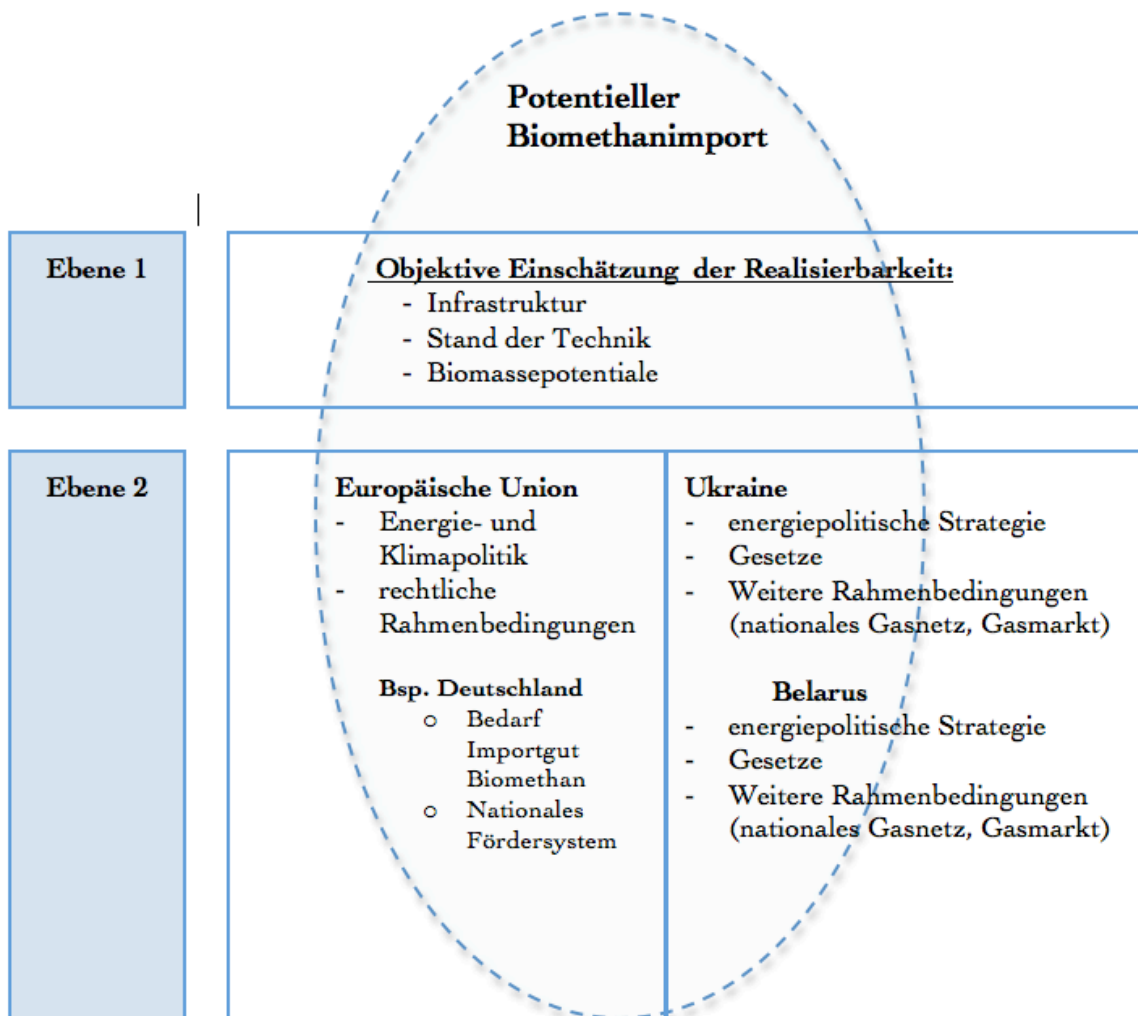 Potentieller
Biomethanimport
Ebene 1
Objektive Einschätzung der Realisierbarkeit:
- Infrastruktur
- Stand der Technik
- Biomassepotentiale
Ebene 2
Europäische Union
- Energie- und
Klimapolitik
- rechtliche
Rahmenbedingungen
Bsp. Deutschland
o Bedarf
Importgut
Biomethan
o Nationales
Fördersystem
Ukraine
- energiepolitische Strategie
- Gesetze
- Weitere Rahmenbedingungen
(nationales Gasnetz, Gasmarkt)
Belarus
- energiepolitische Strategie
- Gesetze
- Weitere Rahmenbedingungen
(nationales Gasnetz, Gasmarkt)